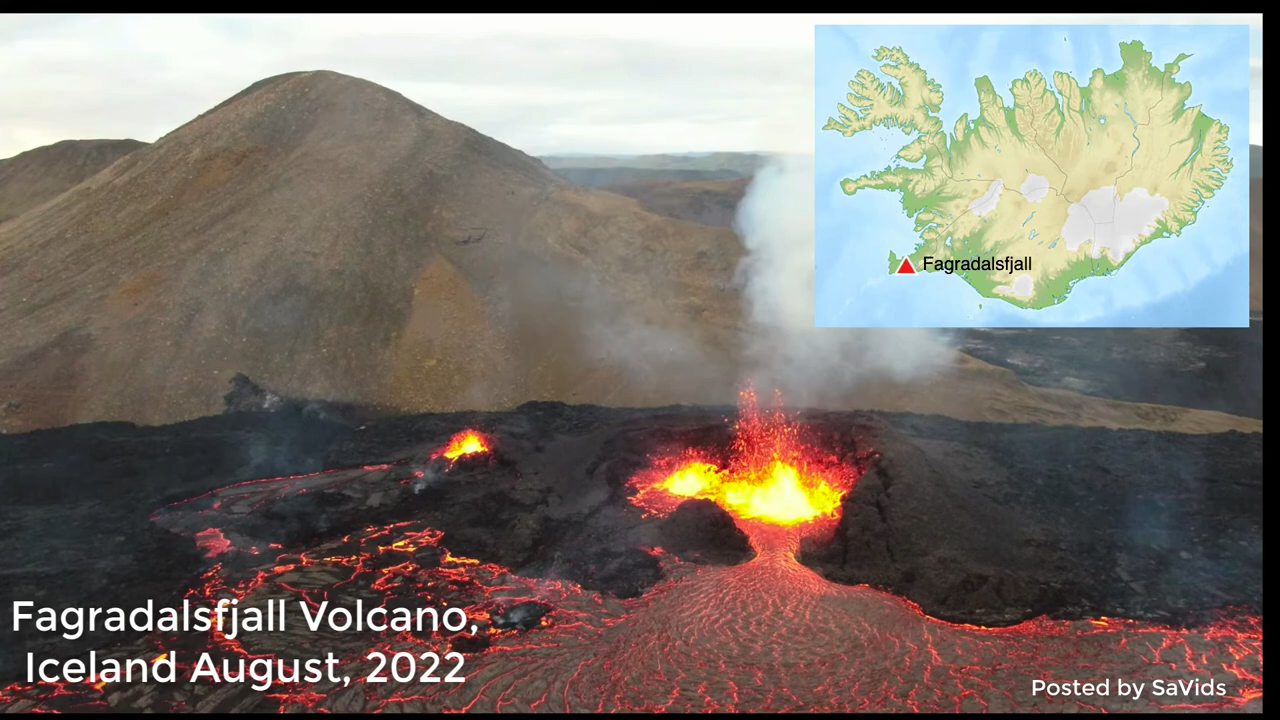 Fagradalsfjall
Fagradalsfjall Volcano,
Iceland August, 2022
Posted by SaVids